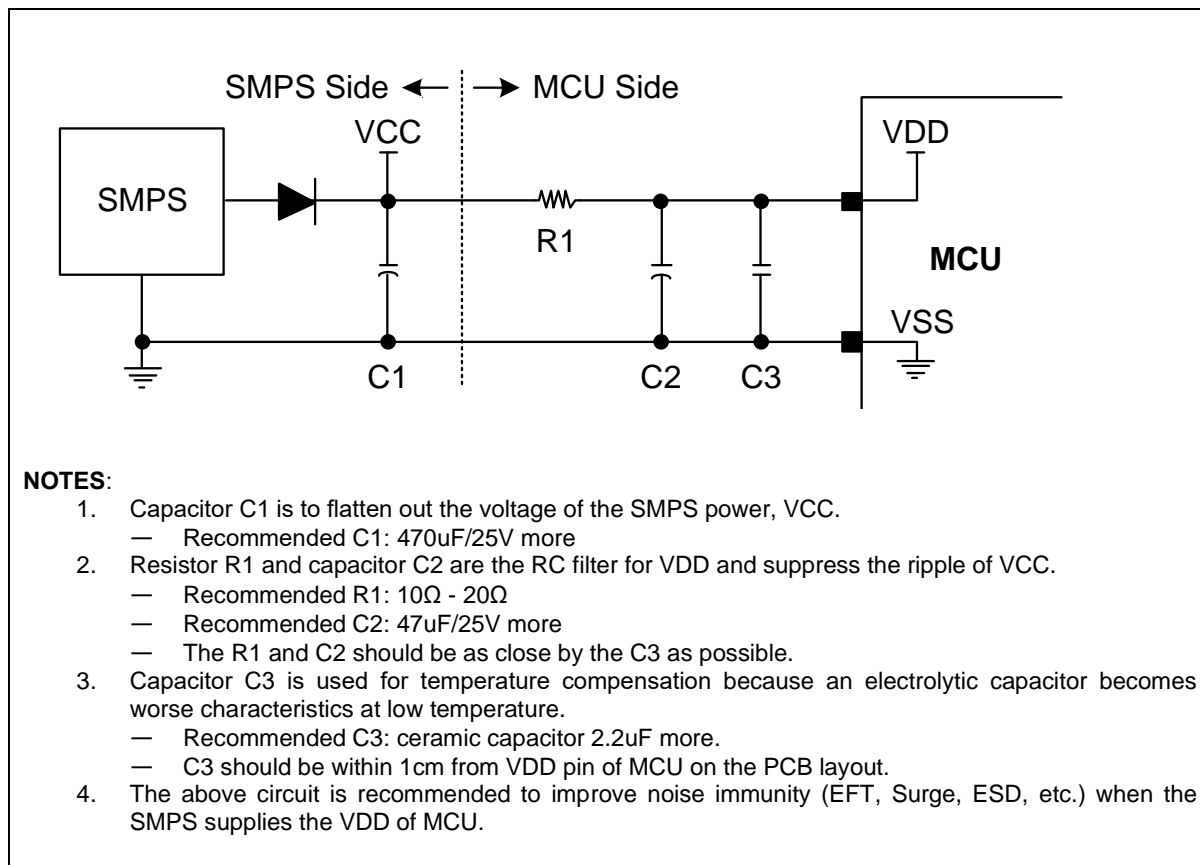 SMPS Side
MCU Side
VCC
VDD
SMPS
R1
MCU
VSS
C1
C2
C3
NOTES:
1. Capacitor C1 is to flatten out the voltage of the SMPS power, VCC.
— Recommended C1: 470uF/25V more
2. Resistor R1 and capacitor C2 are the RC filter for VDD and suppress the ripple of VCC.
— Recommended R1: 10Ω - 20Ω
— Recommended C2: 47uF/25V more
— The R1 and C2 should be as close by the C3 as possible.
3. Capacitor C3 is used for temperature compensation because an electrolytic capacitor becomes
worse characteristics at low temperature.
— Recommended C3: ceramic capacitor 2.2uF more.
— C3 should be within 1cm from VDD pin of MCU on the PCB layout.
4. The above circuit is recommended to improve noise immunity (EFT, Surge, ESD, etc.) when the
SMPS supplies the VDD of MCU.